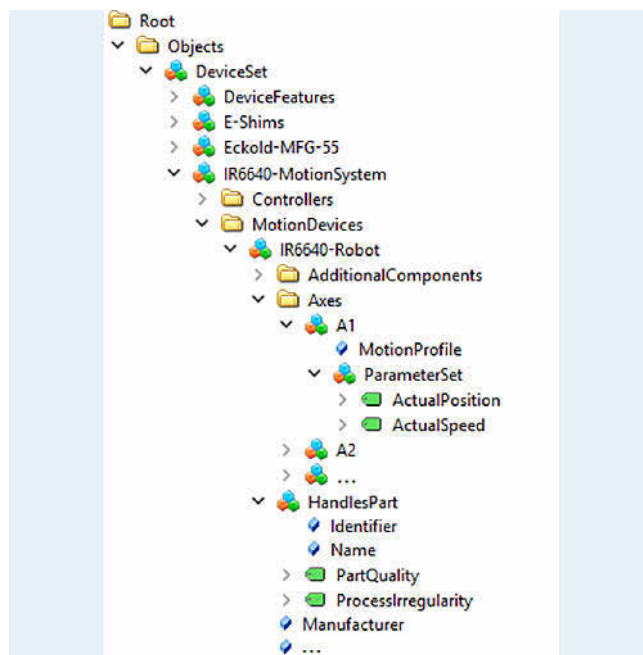 Root
Objects
DeviceSet
DeviceFeatures
E-Shims
Eckold-MFG-55
IR6640-MotionSystem
Controllers
MotionDevices
IR6640-Robot
AdditionalComponents
Axes
A1
MotionProfile
ParameterSet
ActualPosition
ActualSpeed
A2
...
HandlesPart
Identifier
Name
PartQuality
ProcessIrregularity
Manufacturer
...